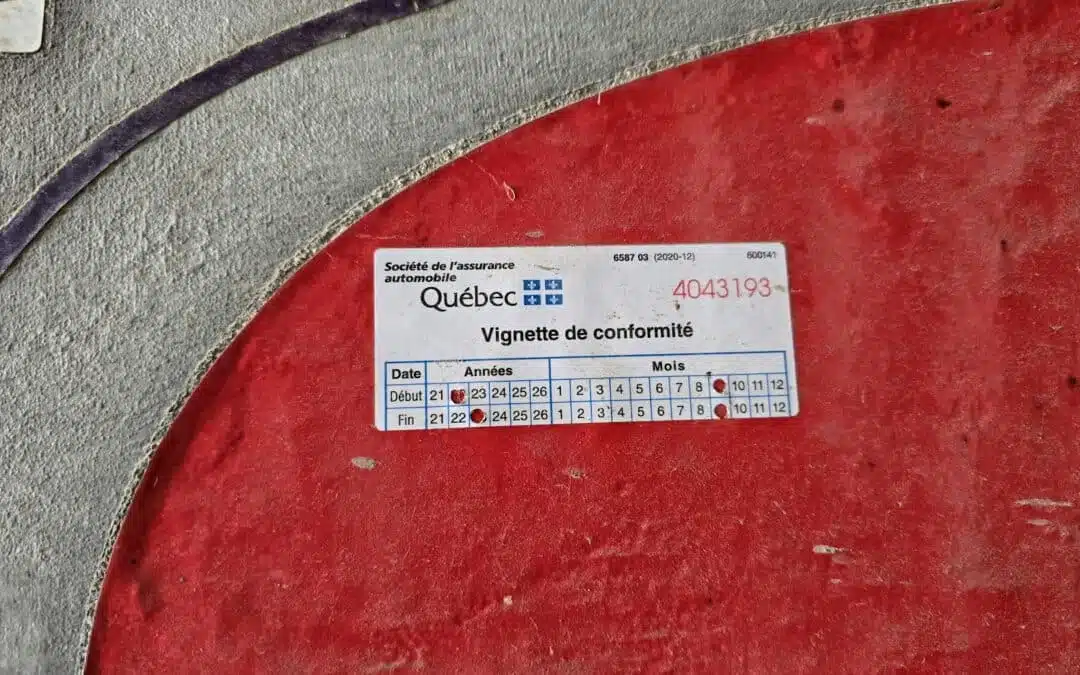 Société de l'assurance
automobile
Québec
6587 03 (2020-12)
600141
4043193
Vignette de conformité
Date Années Mois
Début 21 23 24 25 26 1 2 3 4 5 6 7 8 10 11 12
Fin 21 22 24 25 26 1 2 3 4 5 6 7 8 10 11 12